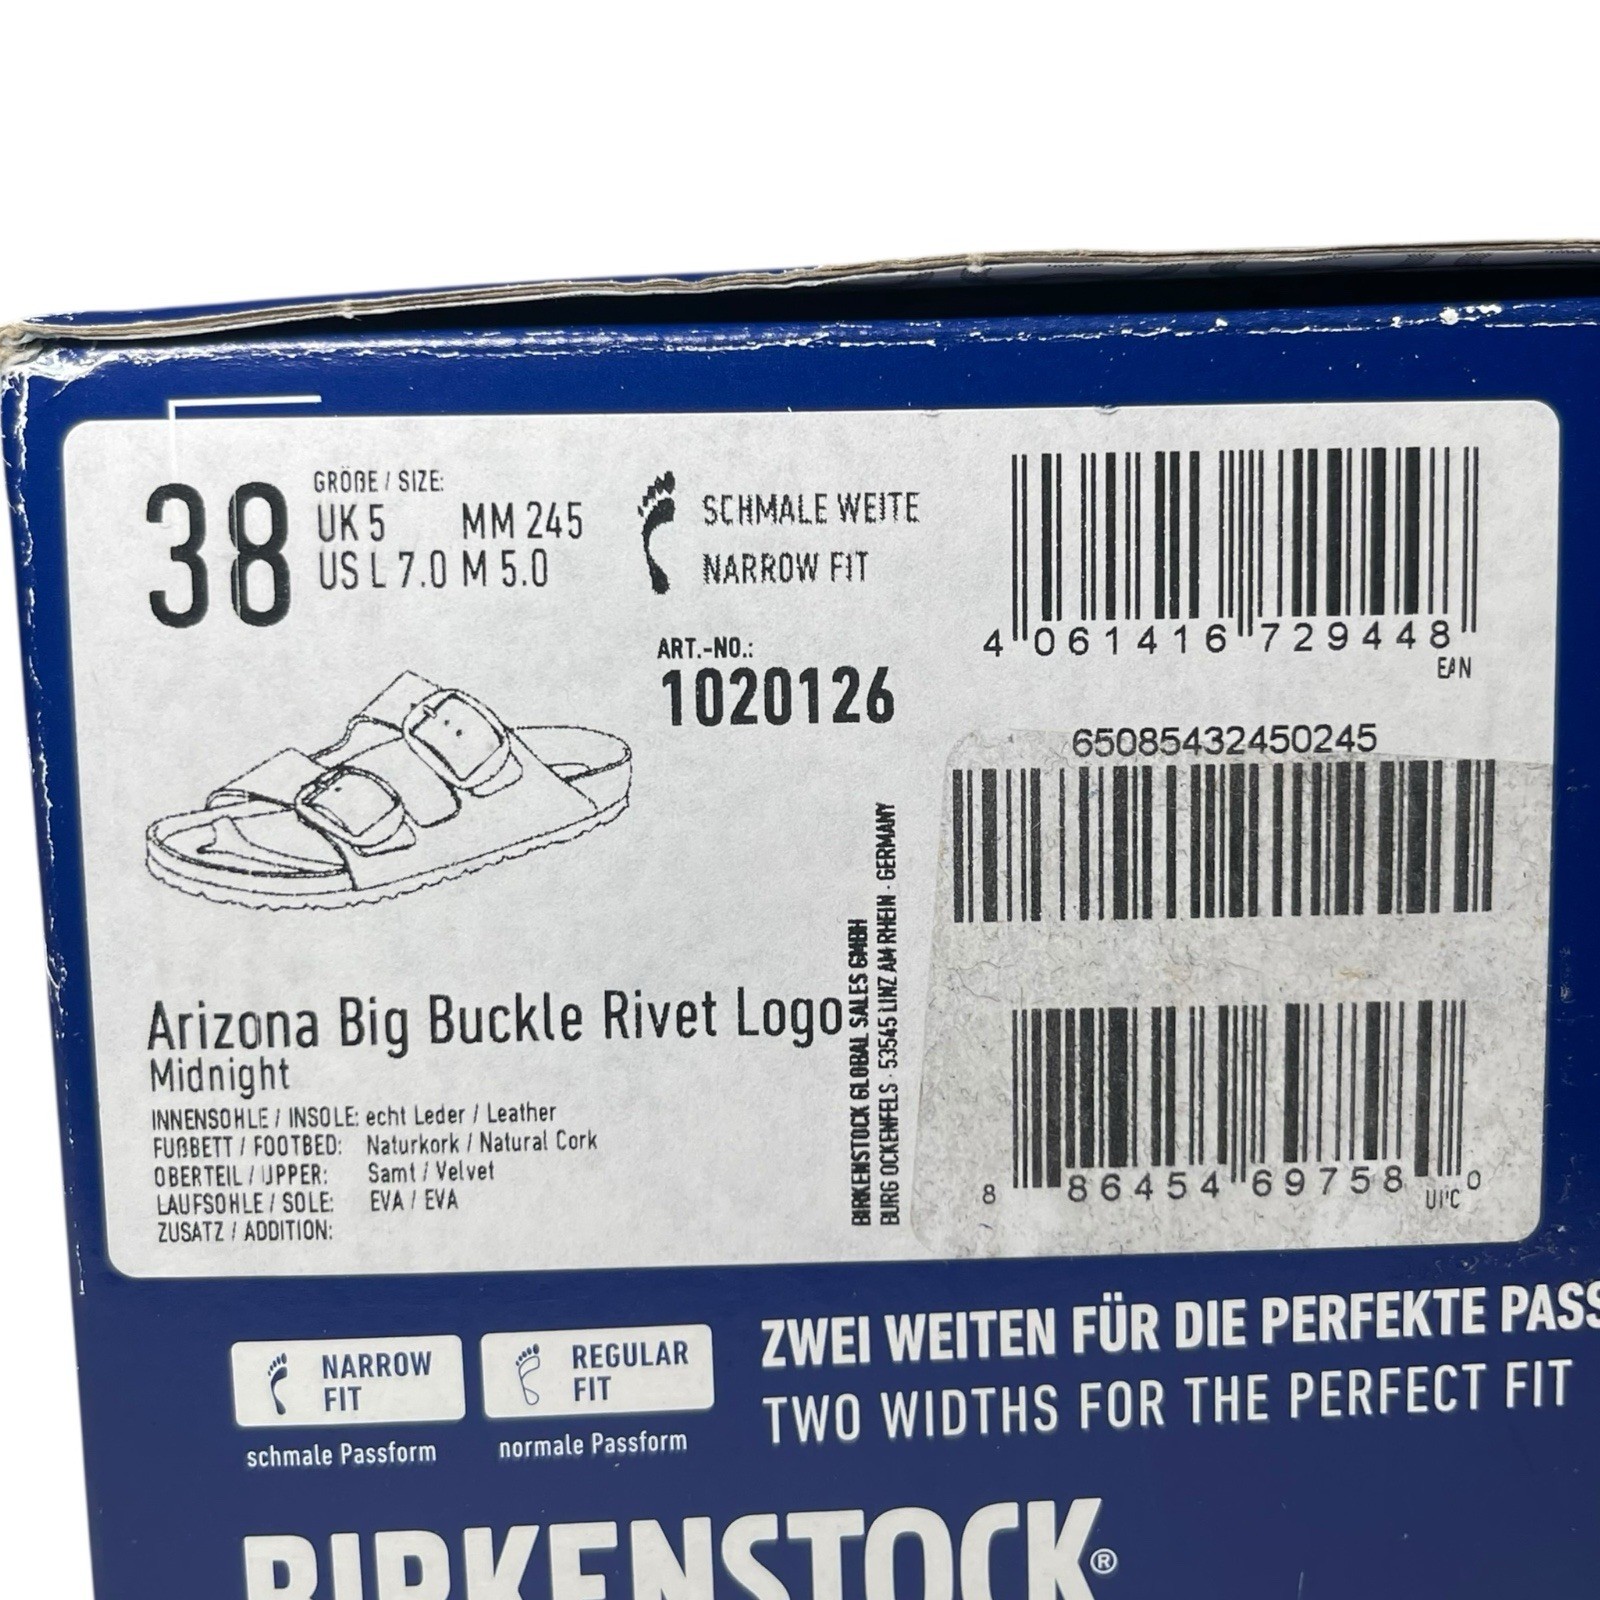 38
GRÖßE / SIZE:
UK 5 MM 245
US L 7.0 M 5.0
SCHMALE WEITE
NARROW FIT
ART.-NO.:
1020126
4 061416 729448
EAN
65085432450245
8 86454 69758 0
UPC
BIRKENSTOCK GLOBAL SALES GMBH
BURG OCKENFELS · 53545 LINZ AM RHEIN · GERMANY
Arizona Big Buckle Rivet Logo
Midnight
INNENSOHLE / INSOLE: echt Leder / Leather
FUßBETT / FOOTBED: Naturkork / Natural Cork
OBERTEIL / UPPER: Samt / Velvet
LAUFSOHLE / SOLE: EVA / EVA
ZUSATZ / ADDITION:
NARROW
FIT
schmale Passform
REGULAR
FIT
normale Passform
ZWEI WEITEN FÜR DIE PERFEKTE PASS
TWO WIDTHS FOR THE PERFECT FIT
BIRKENSTOCK®